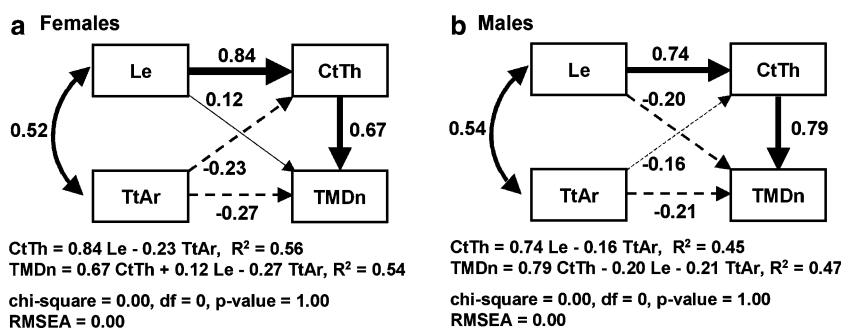 a Females
0.84
Le
CtTh
0.12
0.52
0.67
-0.23
TtAr
TMDn
-0.27
CtTh = 0.84 Le - 0.23 TtAr, R² = 0.56
TMDn = 0.67 CtTh + 0.12 Le - 0.27 TtAr, R² = 0.54
chi-square = 0.00, df = 0, p-value = 1.00
RMSEA = 0.00
b Males
0.74
Le
CtTh
-0.20
0.54
0.79
-0.16
TtAr
TMDn
-0.21
CtTh = 0.74 Le - 0.16 TtAr, R² = 0.45
TMDn = 0.79 CtTh - 0.20 Le - 0.21 TtAr, R² = 0.47
chi-square = 0.00, df = 0, p-value = 1.00
RMSEA = 0.00